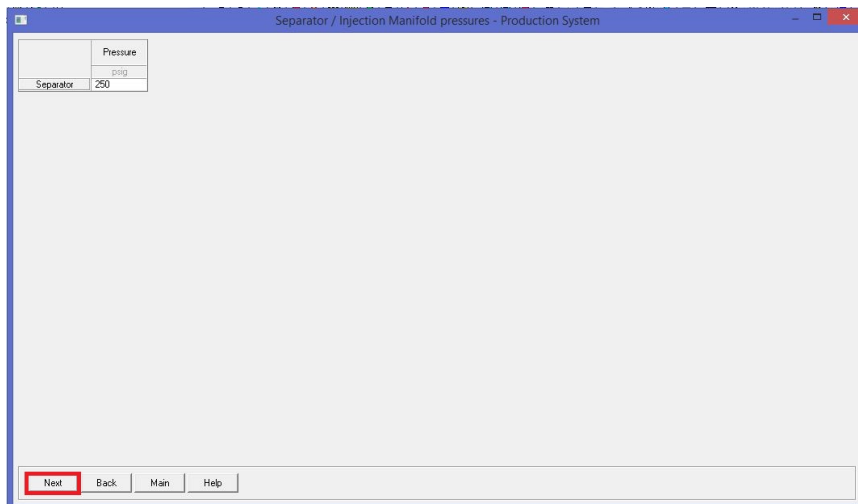 Separator / Injection Manifold pressures - Production System
Pressure
psig
Separator 250
Next Back Main Help